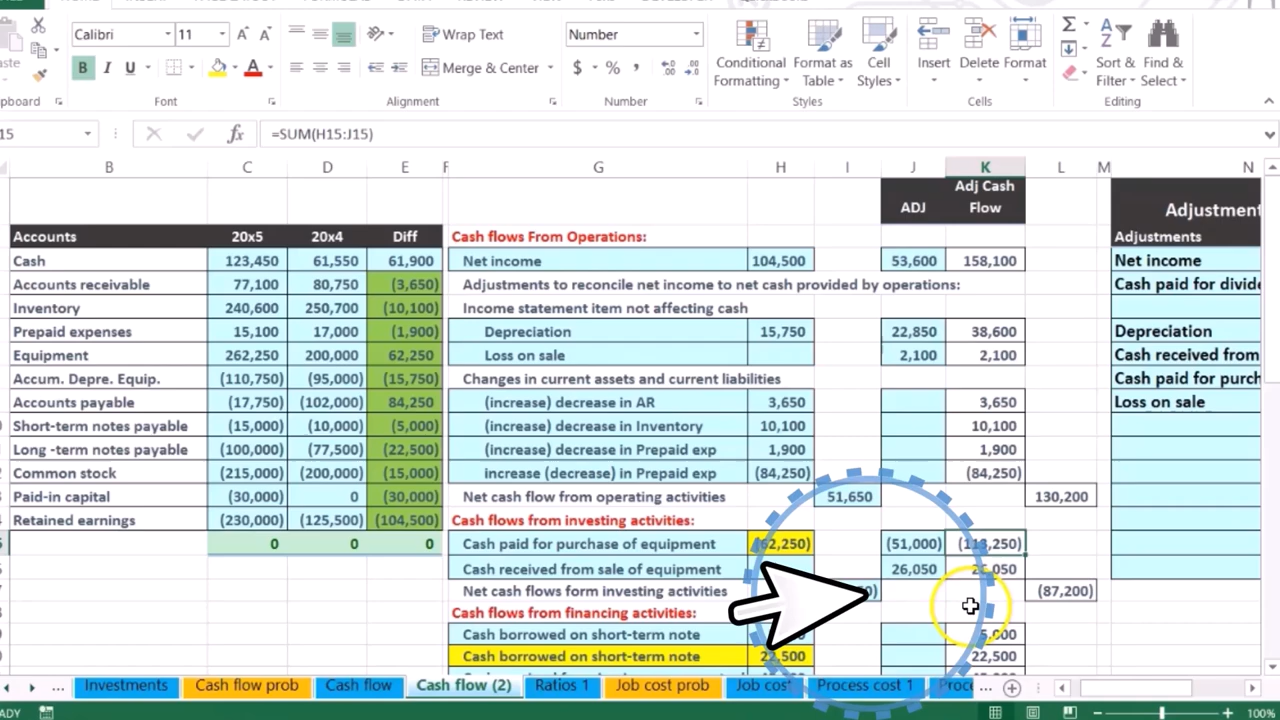 Calibri 11 Wrap Text Number
B I U Merge & Center $ % Conditional Formatting Format as Table Cell Styles Insert Delete Format Sort & Filter Find & Select
Font Alignment Number Styles Cells Editing
15 fx =SUM(H15:J15)
B C D E F G H I J K L M N
ADJ Adj Cash Flow
Accounts 20x5 20x4 Diff Cash flows From Operations: Adjustments
Cash 123,450 61,550 61,900 Net income 104,500 53,600 158,100 Net income
Accounts receivable 77,100 80,750 (3,650) Adjustments to reconcile net income to net cash provided by operations:
Inventory 240,600 250,700 (10,100) Income statement item not affecting cash
Prepaid expenses 15,100 17,000 (1,900) Depreciation 15,750 22,850 38,600 Depreciation
Equipment 262,250 200,000 62,250 Loss on sale 2,100 2,100 Cash received from
Accum. Depre. Equip. (110,750) (95,000) (15,750) Changes in current assets and current liabilities
Accounts payable (17,750) (102,000) 84,250 (increase) decrease in AR 3,650 3,650 Loss on sale
Short-term notes payable (15,000) (10,000) (5,000) (increase) decrease in Inventory 10,100 10,100
Long -term notes payable (100,000) (77,500) (22,500) (increase) decrease in Prepaid exp 1,900 1,900
Common stock (215,000) (200,000) (15,000) increase (decrease) in Prepaid exp (84,250) (84,250)
Paid-in capital (30,000) 0 (30,000) Net cash flow from operating activities 51,650 130,200
Retained earnings (230,000) (125,500) (104,500) Cash flows from investing activities:
0 0 0 Cash paid for purchase of equipment (62,250) (51,000) (113,250)
Cash received from sale of equipment 26,050
Net cash flows form investing activities (87,200)
Cash flows from financing activities:
Cash borrowed on short-term note 5,000
Cash borrowed on short-term note 22,500 22,500
... Investments Cash flow prob Cash flow Cash flow (2) Ratios 1 Job cost prob Job cost Process cost 1 ...
100%